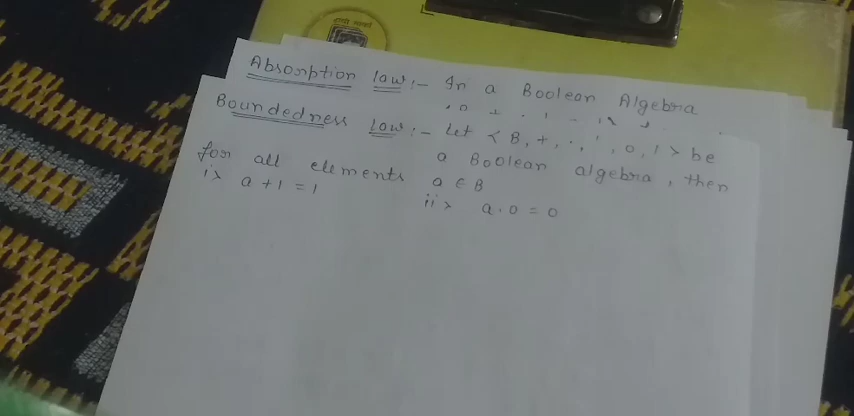 Absorption law:- In a Boolean Algebra
Boundedness law:- Let < B, +, ·, ', 0, 1 > be
a Boolean algebra, then
for all elements a ∈ B
i> a + 1 = 1
ii> a . 0 = 0